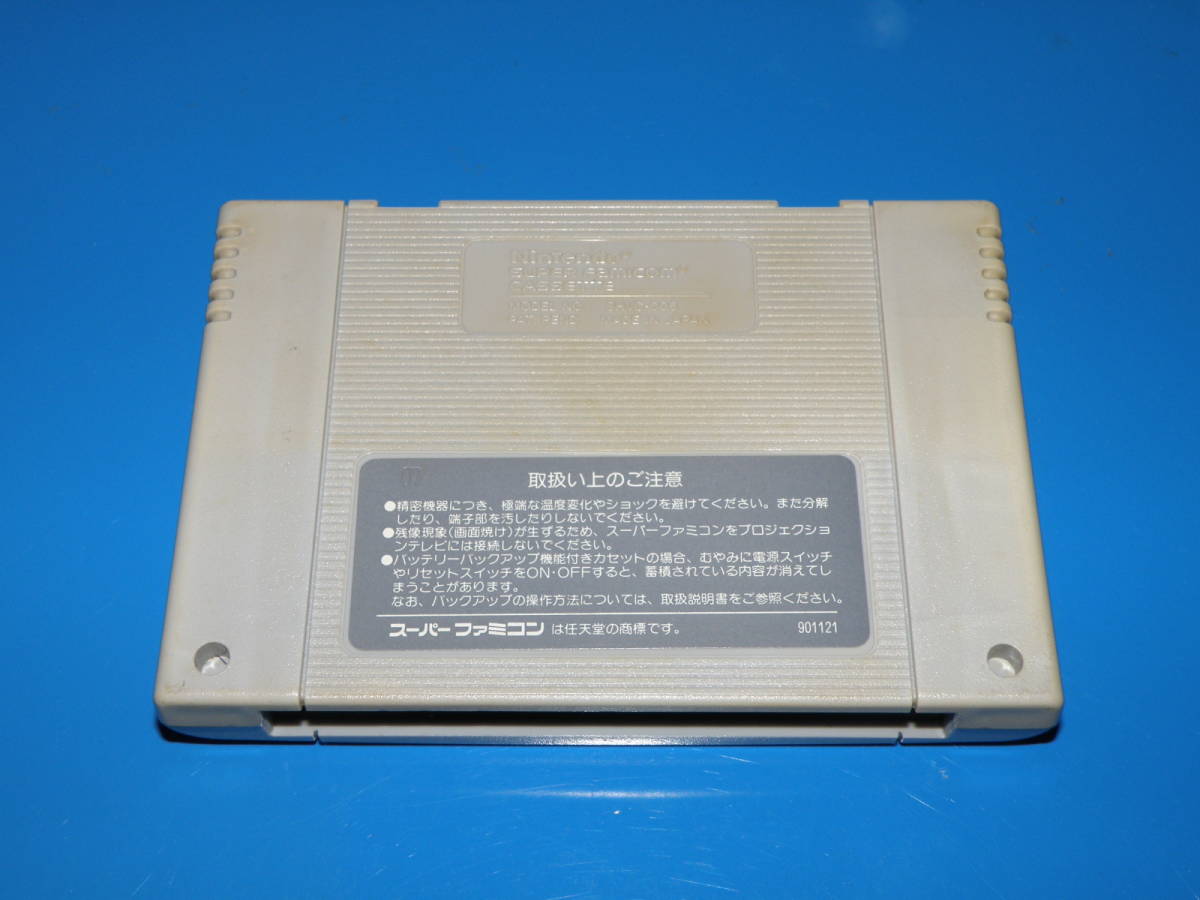 Nintendo®
SUPER FAMICOM™
CASSETTE
MODEL NO.
PAT. PEND. MADE IN JAPAN
17
取扱い上のご注意
●精密機器につき、極端な温度変化やショックを避けてください。また分解
したり、端子部を汚したりしないでください。
●残像現象(画面焼け)が生ずるため、スーパーファミコンをプロジェクショ
ンテレビには接続しないでください。
●バッテリーバックアップ機能付きカセットの場合、むやみに電源スイッチ
やリセットスイッチをON・OFFすると、蓄積されている内容が消えてし
まうことがあります。
なお、バックアップの操作方法については、取扱説明書をご参照ください。
スーパーファミコン は任天堂の商標です。 901121